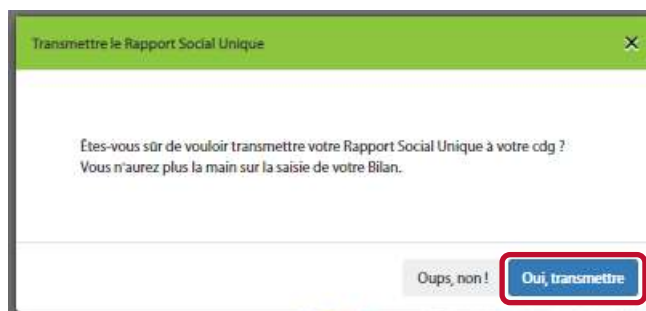 Transmettre le Rapport Social Unique
Êtes-vous sûr de vouloir transmettre votre Rapport Social Unique à votre cdg ?
Vous n'aurez plus la main sur la saisie de votre Bilan.
Oups, non !
Oui, transmettre